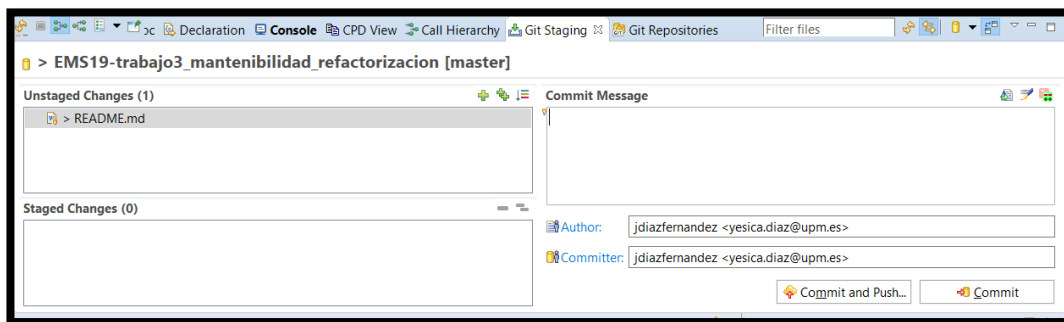 oc Declaration Console CPD View Call Hierarchy Git Staging Git Repositories Filter files
> EMS19-trabajo3_mantenibilidad_refactorizacion [master]
Unstaged Changes (1)
> README.md
Staged Changes (0)
Commit Message
Author: jdiazfernandez <yesica.diaz@upm.es>
Committer: jdiazfernandez <yesica.diaz@upm.es>
Commit and Push... Commit